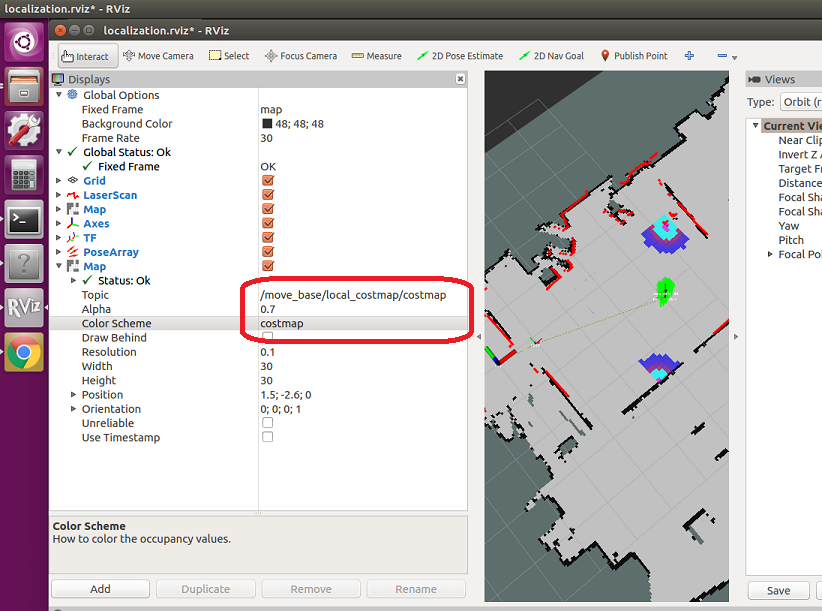 localization.rviz* - RViz
localization.rviz* - RViz
Interact Move Camera Select Focus Camera Measure 2D Pose Estimate 2D Nav Goal Publish Point
Displays
Global Options
Fixed Frame map
Background Color 48; 48; 48
Frame Rate 30
Global Status: Ok
Fixed Frame OK
Grid
LaserScan
Map
Axes
TF
PoseArray
Map
Status: Ok
Topic /move_base/local_costmap/costmap
Alpha 0.7
Color Scheme costmap
Draw Behind
Resolution 0.1
Width 30
Height 30
Position 1.5; -2.6; 0
Orientation 0; 0; 0; 1
Unreliable
Use Timestamp
Color Scheme
How to color the occupancy values.
Add Duplicate Remove Rename
RViz
Views
Type: Orbit (r
Current Vie
Near Clip
Invert Z A
Target Fr
Distance
Focal Sha
Focal Sha
Yaw
Pitch
Focal Poi
Save